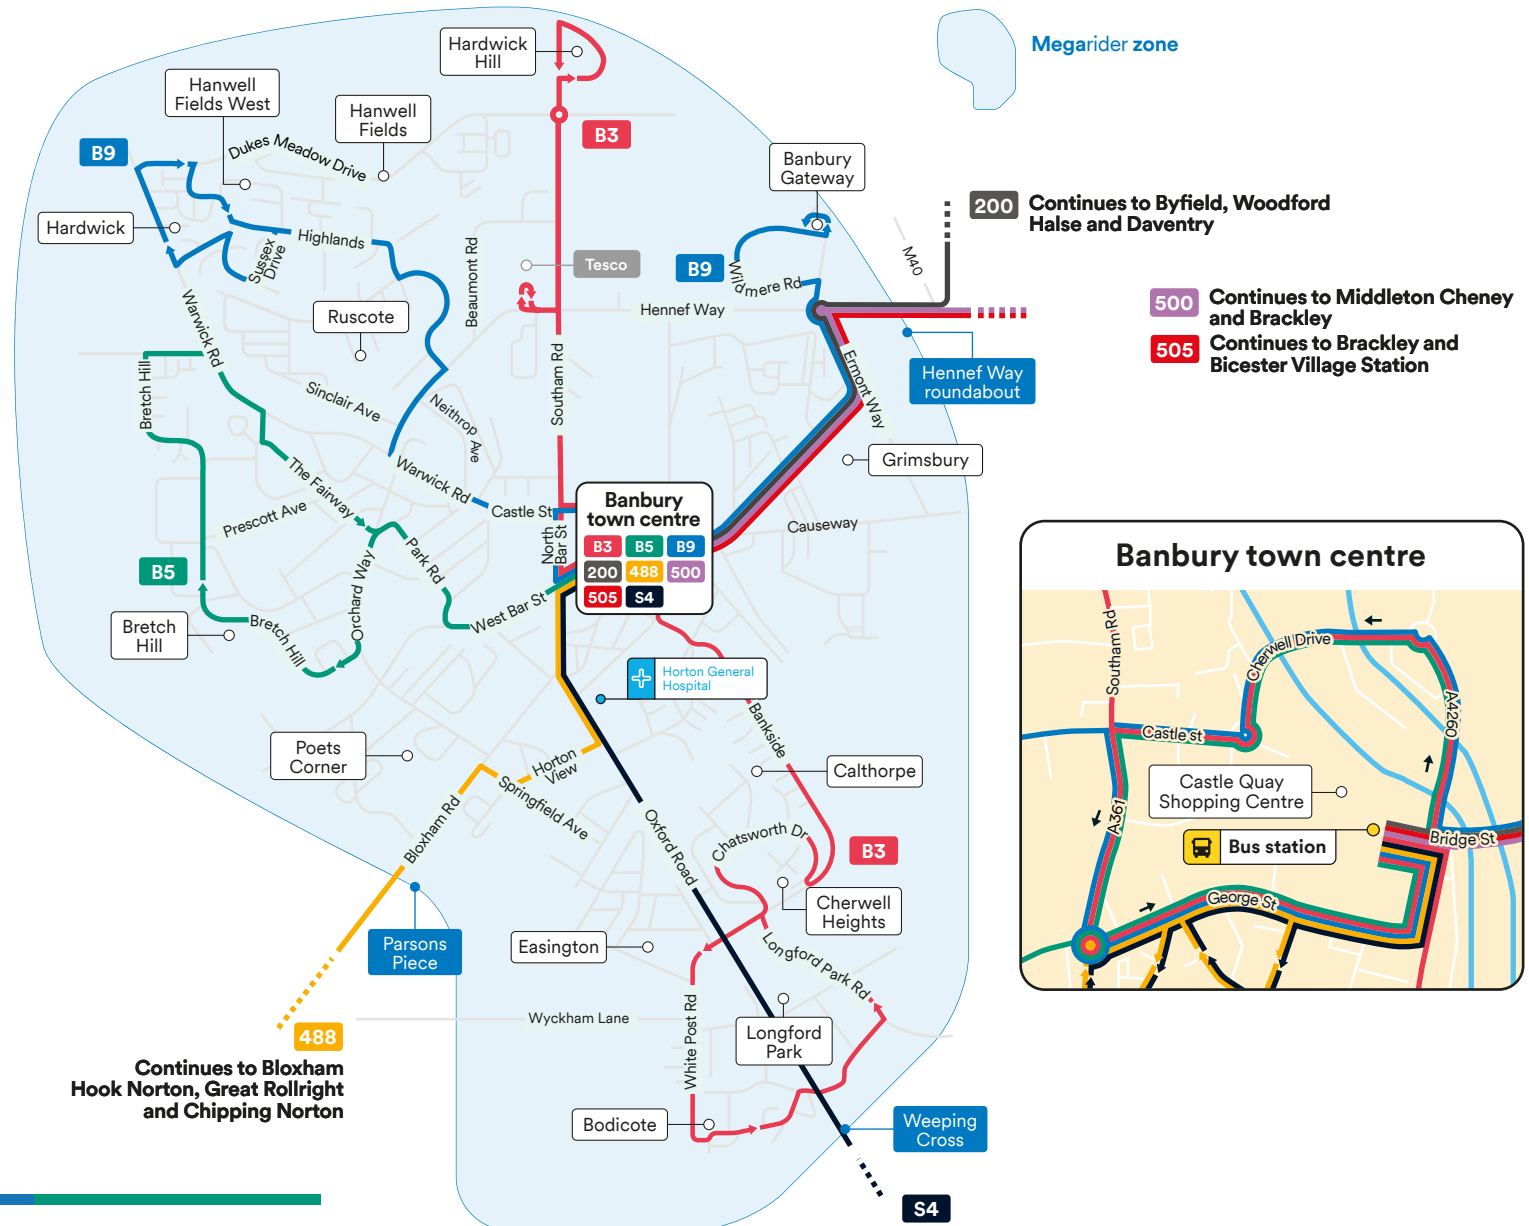 Megarider zone
Hardwick
Hill
Hanwell
Fields West
Hanwell
Fields
B3
B9
Dukes Meadow Drive
Banbury
Gateway
200
Continues to Byfield, Woodford
Halse and Daventry
Hardwick
Highlands
Sussex
Drive
Beaumont Rd
Tesco
B9
Wildmere Rd
M40
Hennef Way
500
Continues to Middleton Cheney
and Brackley
505
Continues to Brackley and
Bicester Village Station
Ruscote
Warwick Rd
Hennef Way
roundabout
Ermont Way
Bretch Hill
Sinclair Ave
Southam Rd
Neithrop
Ave
Grimsbury
The Fairway
Warwick Rd
Castle St
Prescott Ave
North
Bar St
Causeway
Banbury
town centre
B3
B5
B9
200
488
500
505
S4
B5
Park Rd
Orchard Way
West Bar St
Bretch
Hill
Bretch Hill
Horton General
Hospital
Bankside
Poets
Corner
Horton
View
Springfield Ave
Calthorpe
Bloxham Rd
Oxford Road
Chatsworth Dr
B3
Cherwell
Heights
Parsons
Piece
Easington
Longford Park Rd
White Post Rd
Wyckham Lane
Longford
Park
488
Continues to Bloxham
Hook Norton, Great Rollright
and Chipping Norton
Bodicote
Weeping
Cross
S4
Banbury town centre
Southam Rd
Cherwell Drive
A4260
Castle st
Castle Quay
Shopping Centre
A361
Bus station
Bridge St
George St